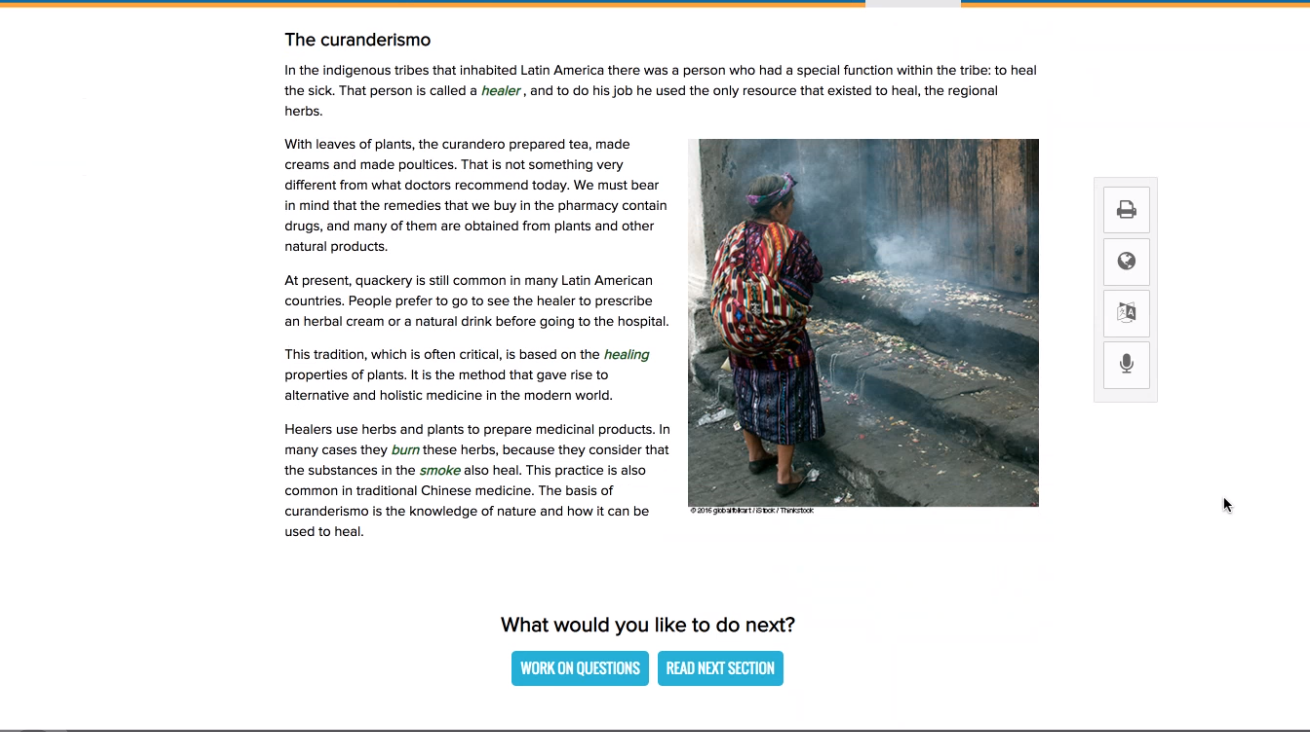 The curanderismo
In the indigenous tribes that inhabited Latin America there was a person who had a special function within the tribe: to heal
the sick. That person is called a healer , and to do his job he used the only resource that existed to heal, the regional
herbs.
With leaves of plants, the curandero prepared tea, made
creams and made poultices. That is not something very
different from what doctors recommend today. We must bear
in mind that the remedies that we buy in the pharmacy contain
drugs, and many of them are obtained from plants and other
natural products.
At present, quackery is still common in many Latin American
countries. People prefer to go to see the healer to prescribe
an herbal cream or a natural drink before going to the hospital.
This tradition, which is often critical, is based on the healing
properties of plants. It is the method that gave rise to
alternative and holistic medicine in the modern world.
Healers use herbs and plants to prepare medicinal products. In
many cases they burn these herbs, because they consider that
the substances in the smoke also heal. This practice is also
common in traditional Chinese medicine. The basis of
curanderismo is the knowledge of nature and how it can be
used to heal.
© 2016 globalfolkart / iStock / Thinkstock
What would you like to do next?
WORK ON QUESTIONS
READ NEXT SECTION